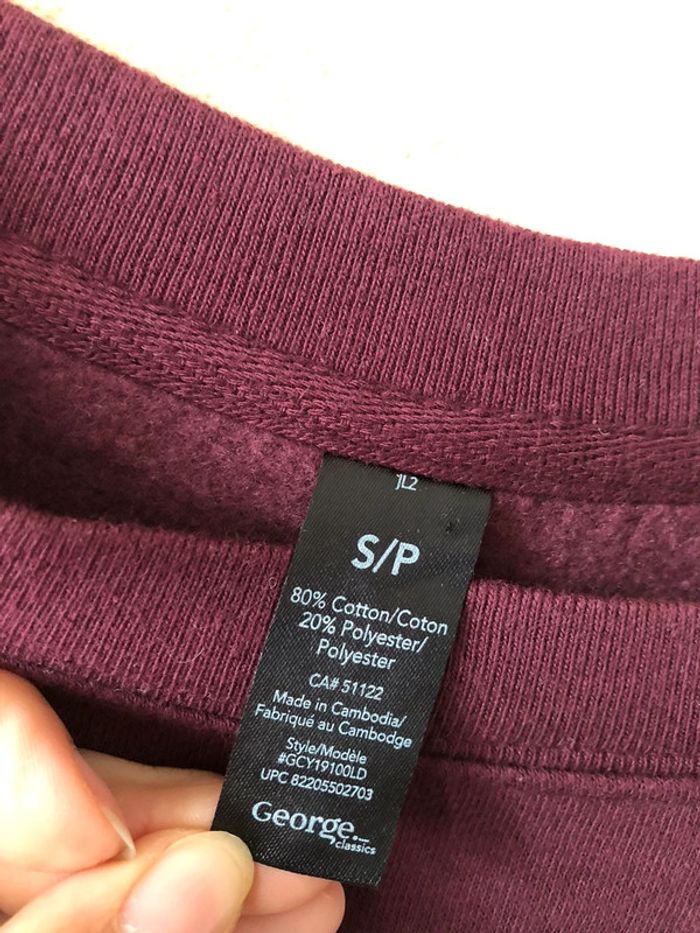 JL2
S/P
80% Cotton/Coton
20% Polyester/
Polyester
CA# 51122
Made in Cambodia/
Fabriqué au Cambodge
Style/Modèle
#GCY19100LD
UPC 82205502703
George.
classics